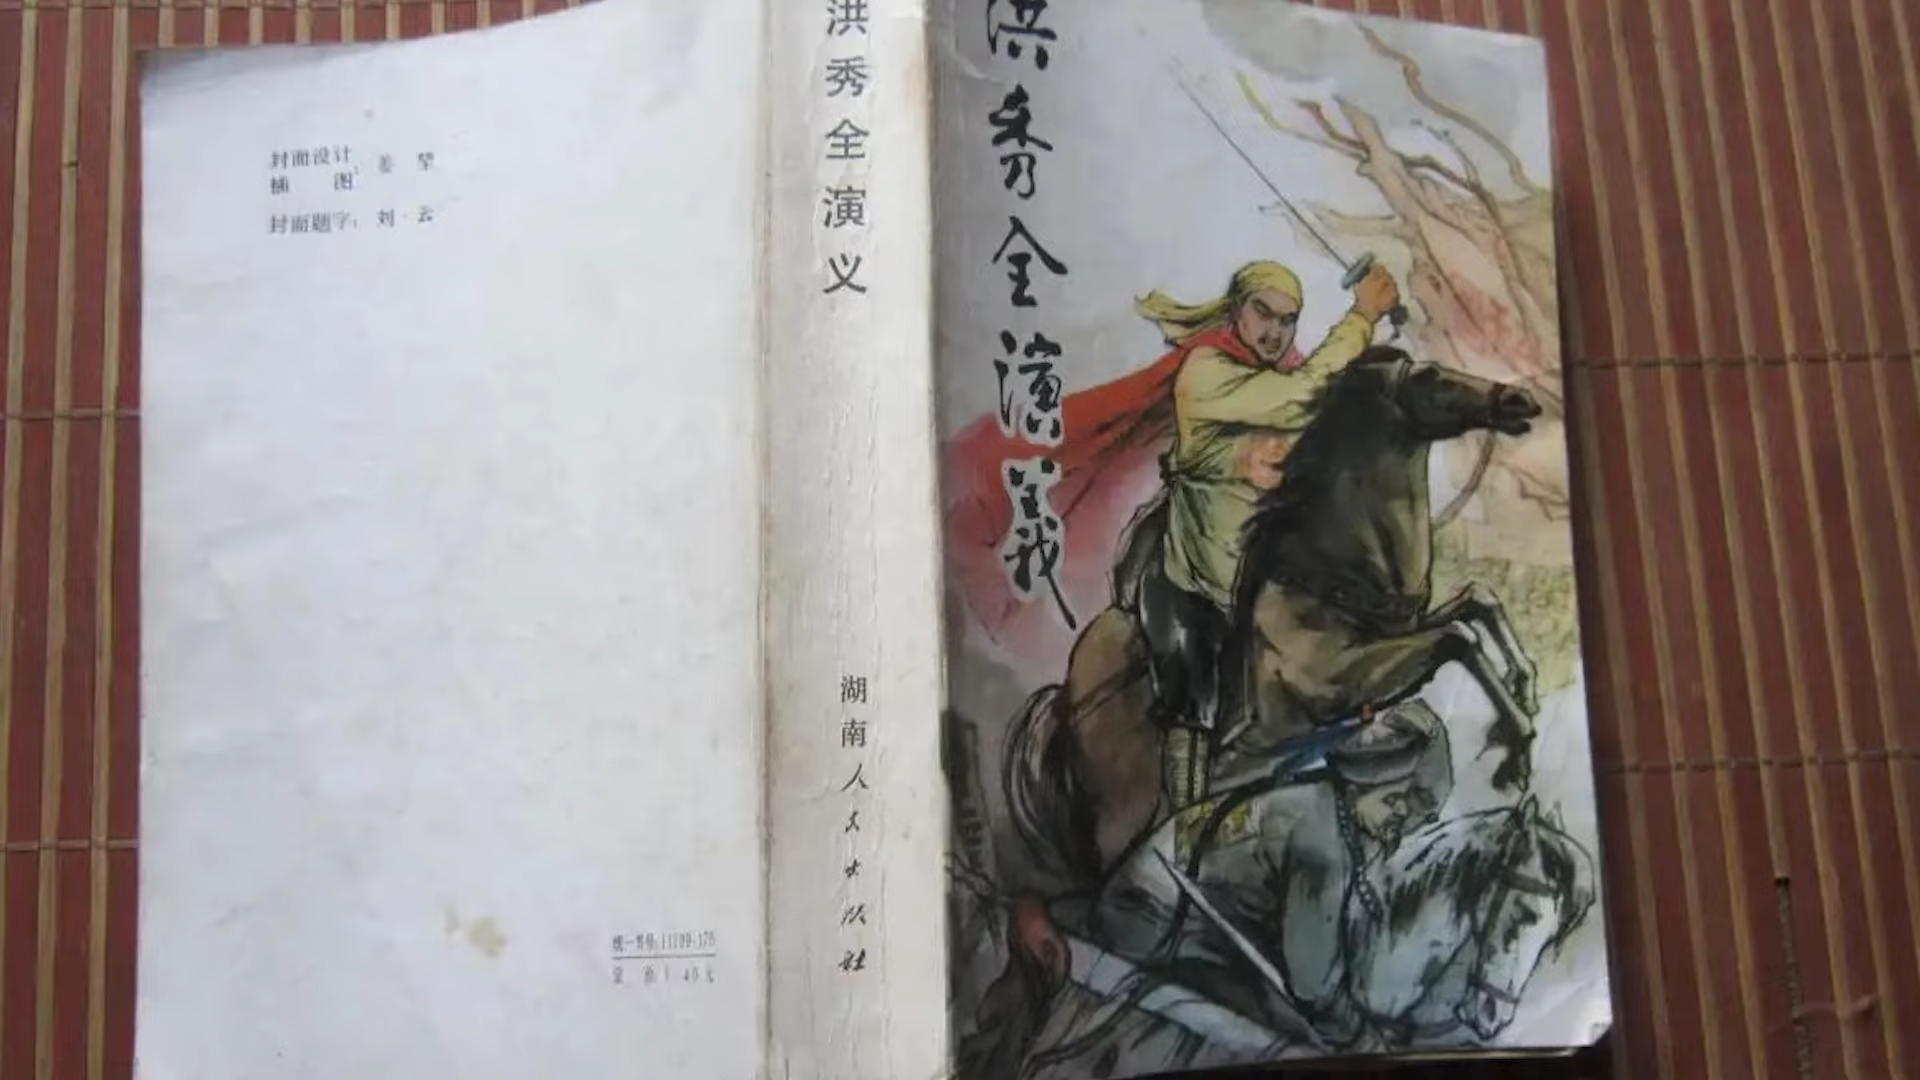 封面设计
插 图: 姜 堃
封面题字: 刘 云
统一书号:11109·176
定 价 1.40元
洪秀全演义
湖南人民出版社
洪秀全演義